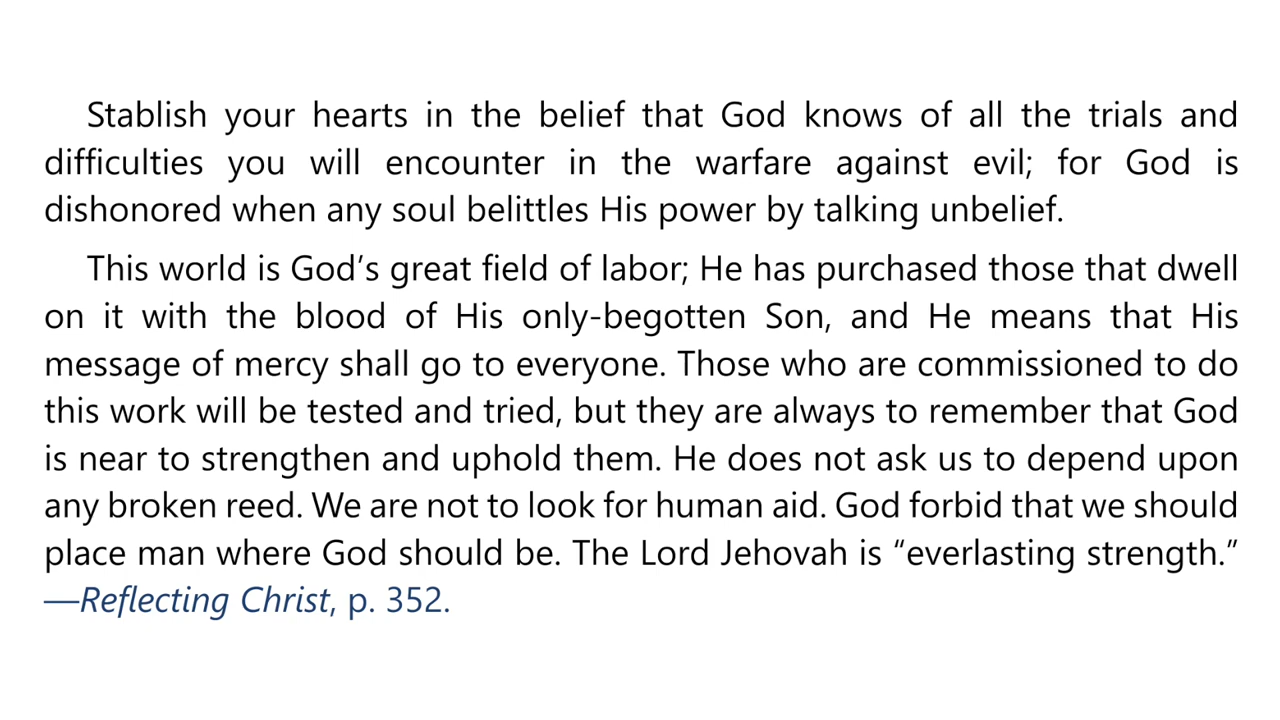 Stablish your hearts in the belief that God knows of all the trials and
difficulties you will encounter in the warfare against evil; for God is
dishonored when any soul belittles His power by talking unbelief.
This world is God’s great field of labor; He has purchased those that dwell
on it with the blood of His only-begotten Son, and He means that His
message of mercy shall go to everyone. Those who are commissioned to do
this work will be tested and tried, but they are always to remember that God
is near to strengthen and uphold them. He does not ask us to depend upon
any broken reed. We are not to look for human aid. God forbid that we should
place man where God should be. The Lord Jehovah is “everlasting strength.”
—Reflecting Christ, p. 352.